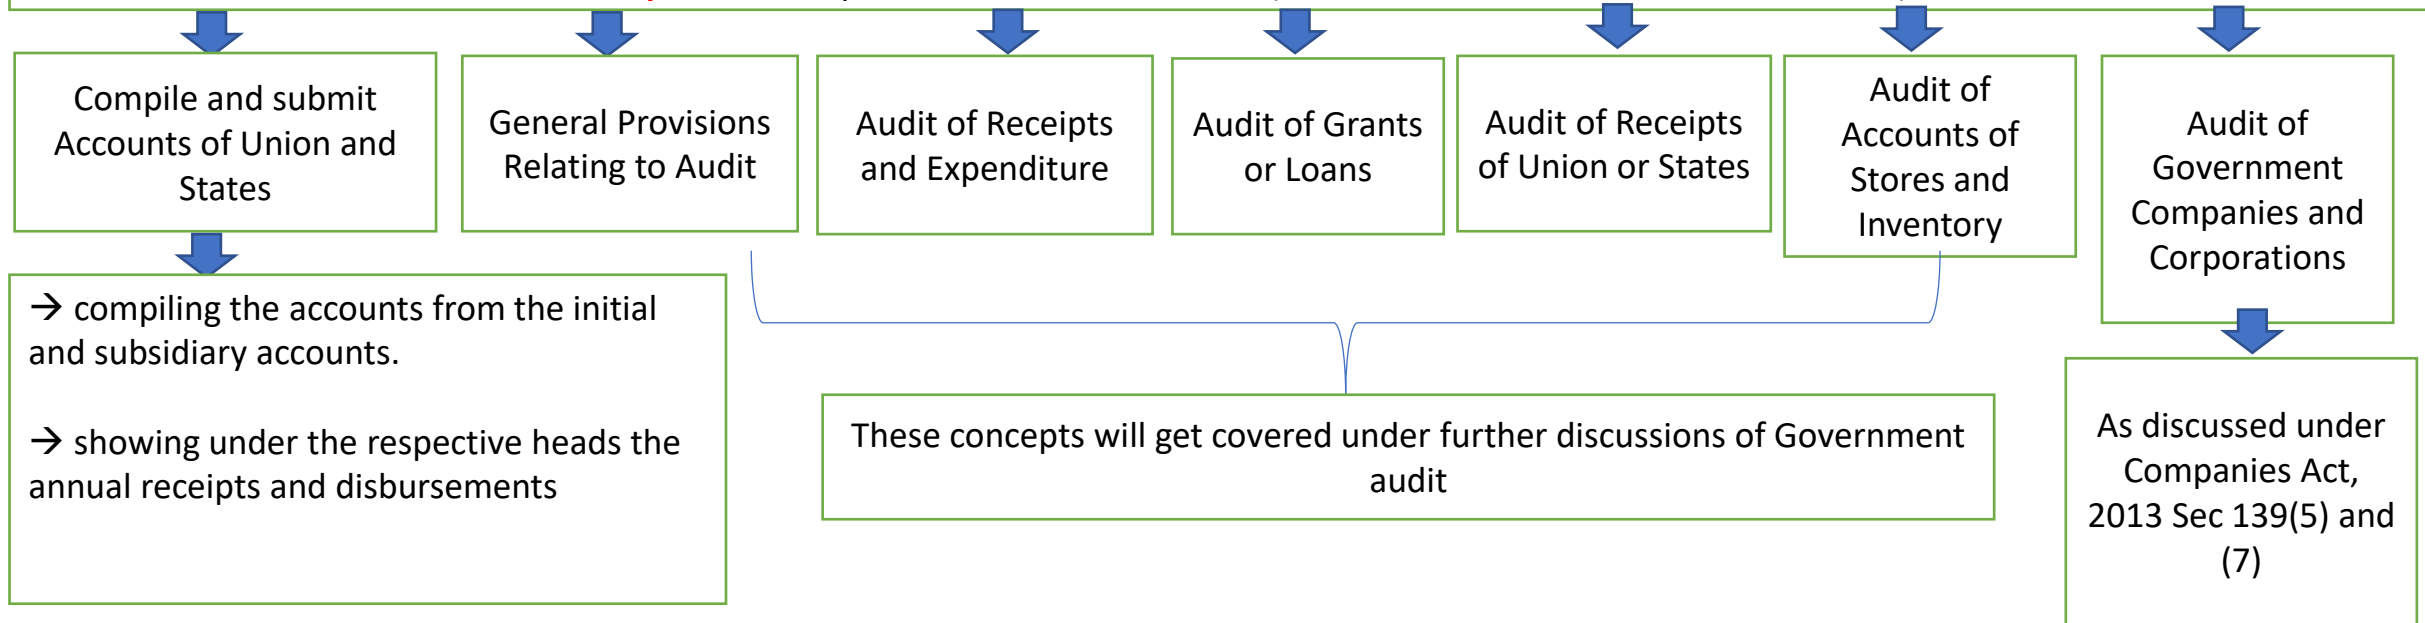 Compile and submit
Accounts of Union and
States
General Provisions
Relating to Audit
Audit of Receipts
and Expenditure
Audit of Grants
or Loans
Audit of Receipts
of Union or States
Audit of
Accounts of
Stores and
Inventory
Audit of
Government
Companies and
Corporations
→ compiling the accounts from the initial
and subsidiary accounts.
→ showing under the respective heads the
annual receipts and disbursements
These concepts will get covered under further discussions of Government
audit
As discussed under
Companies Act,
2013 Sec 139(5) and
(7)